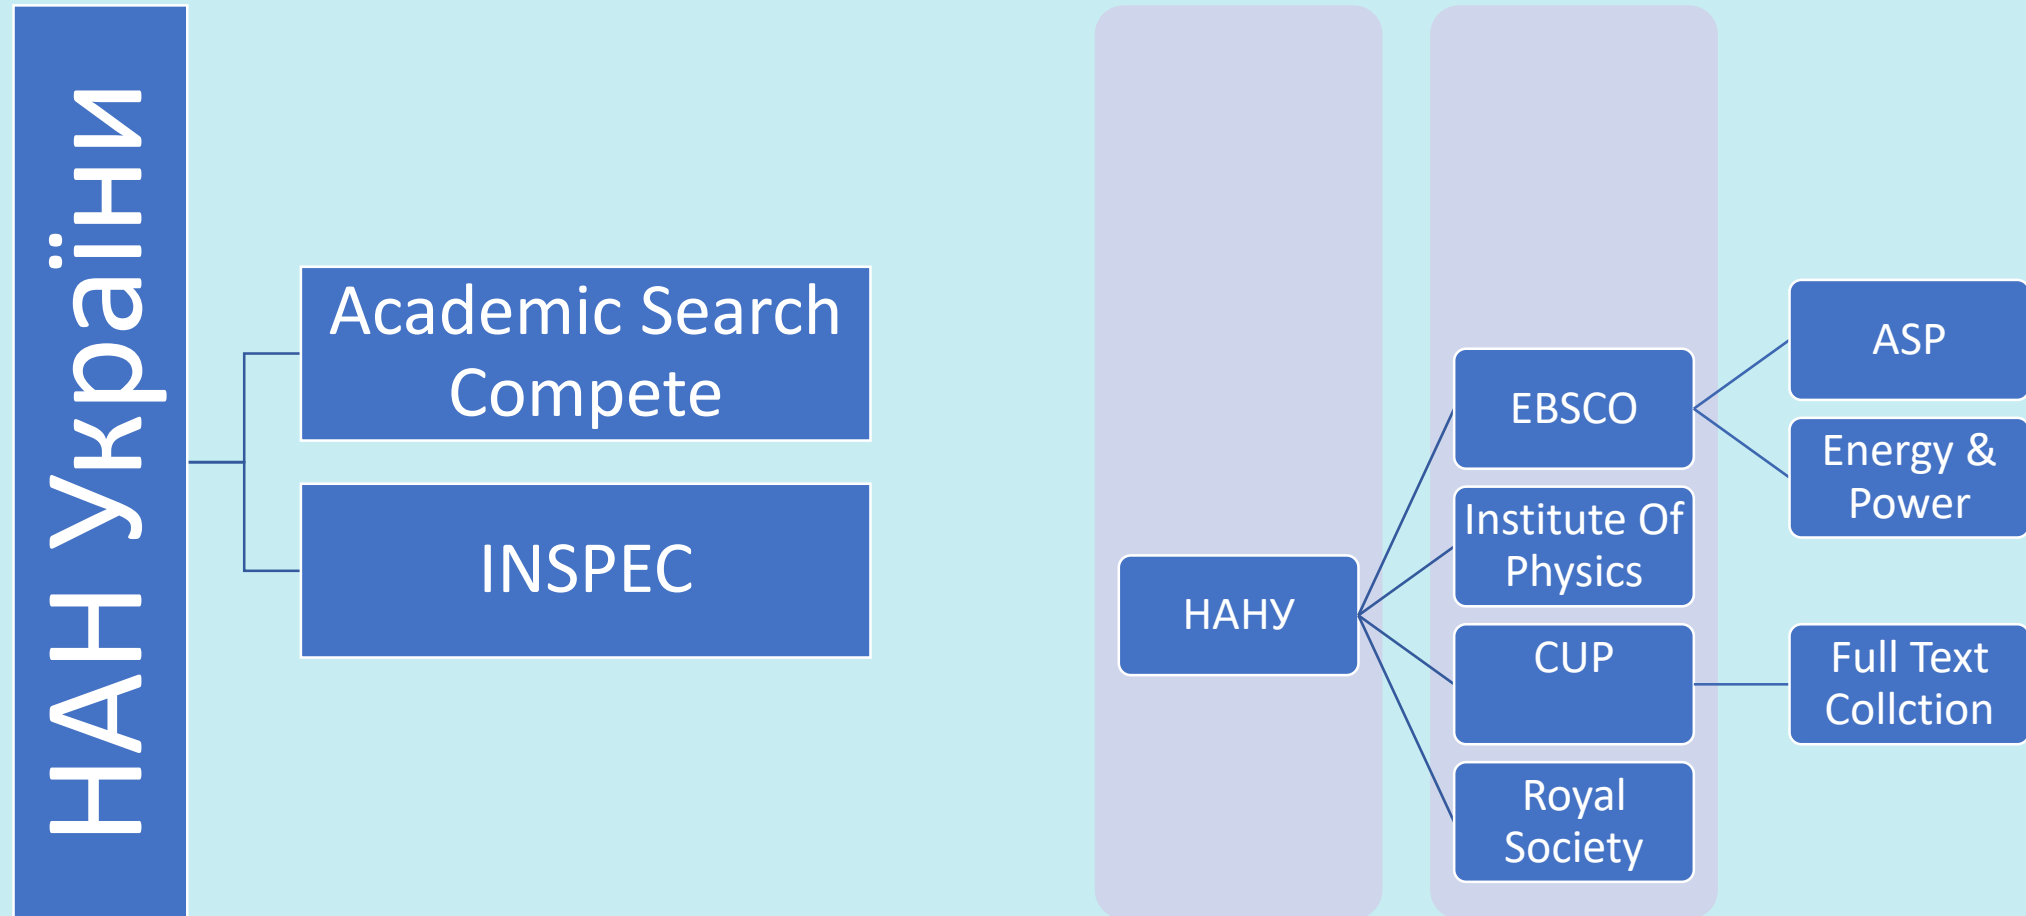 НАН України
Academic Search
Compete
INSPEC
НАНУ
EBSCO
Institute Of
Physics
CUP
Royal
Society
ASP
Energy &
Power
Full Text
Collction